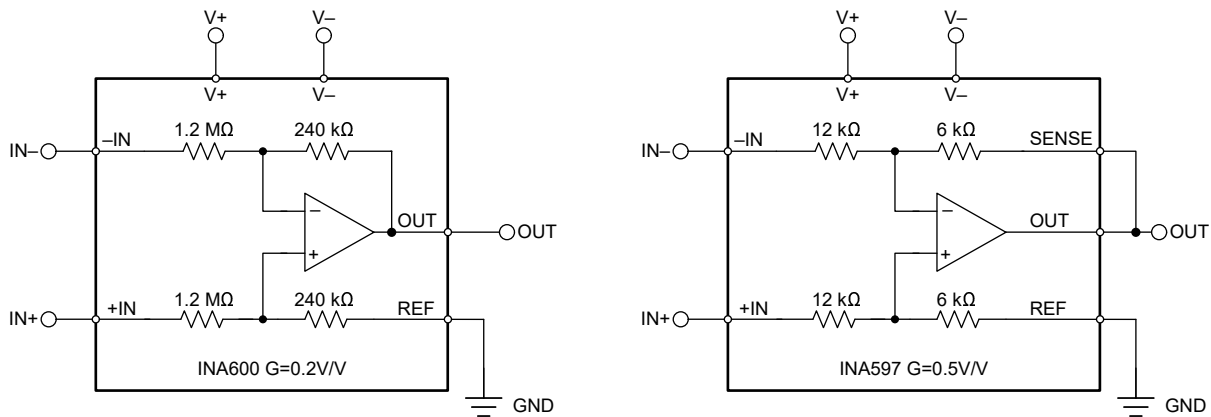 V+ V–
V+ V–
IN– –IN 1.2 MΩ 240 kΩ
–
+
OUT OUT
IN+ +IN 1.2 MΩ 240 kΩ REF
INA600 G=0.2V/V
GND
V+ V–
V+ V–
IN– –IN 12 kΩ 6 kΩ SENSE
–
+
OUT OUT
IN+ +IN 12 kΩ 6 kΩ REF
INA597 G=0.5V/V
GND